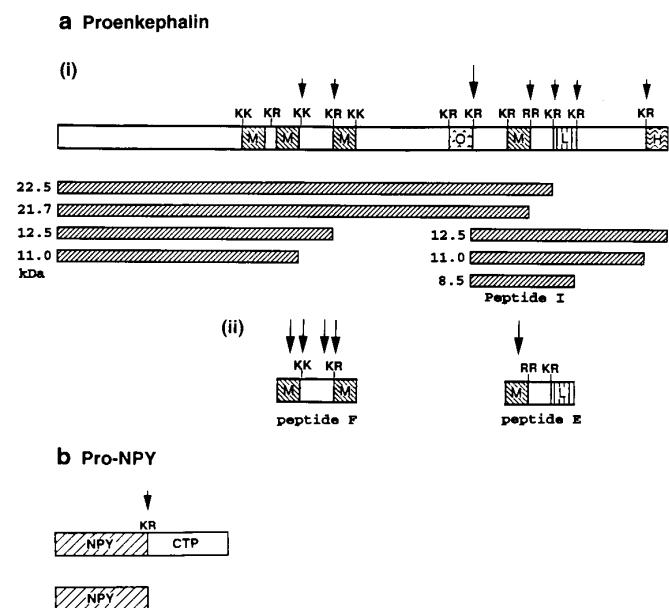 a Proenkephalin
(i)
KK KR KK KR KK KR KR KR RR KR KR KR
M M M O M L H
22.5
21.7
12.5 12.5
11.0 11.0
kDa 8.5
Peptide I
(ii)
KK KR RR KR
M M M L
peptide F peptide E
b Pro-NPY
KR
NPY CTP
NPY